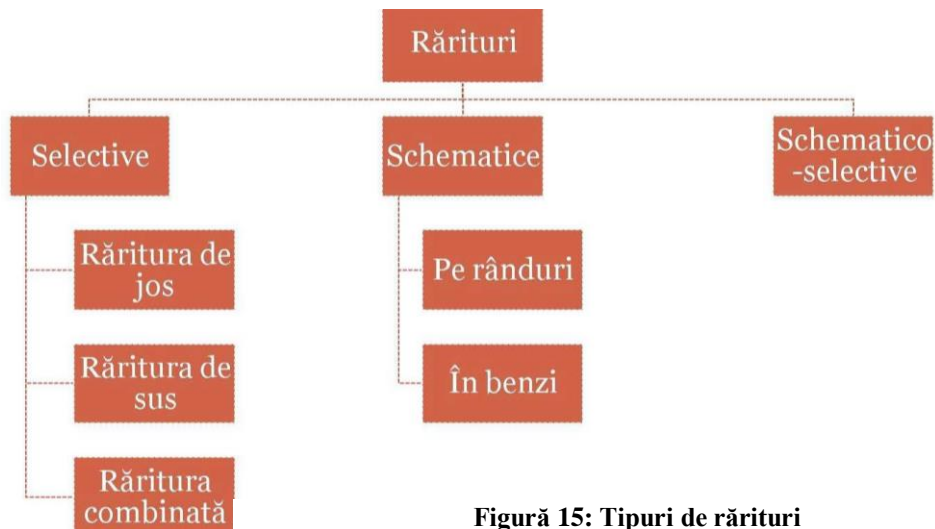 Rărituri
Selective
Schematice
Schematico
-selective
Răritura de
jos
Pe rânduri
Răritura de
sus
În benzi
Răritura
combinată
Figură 15: Tipuri de rărituri